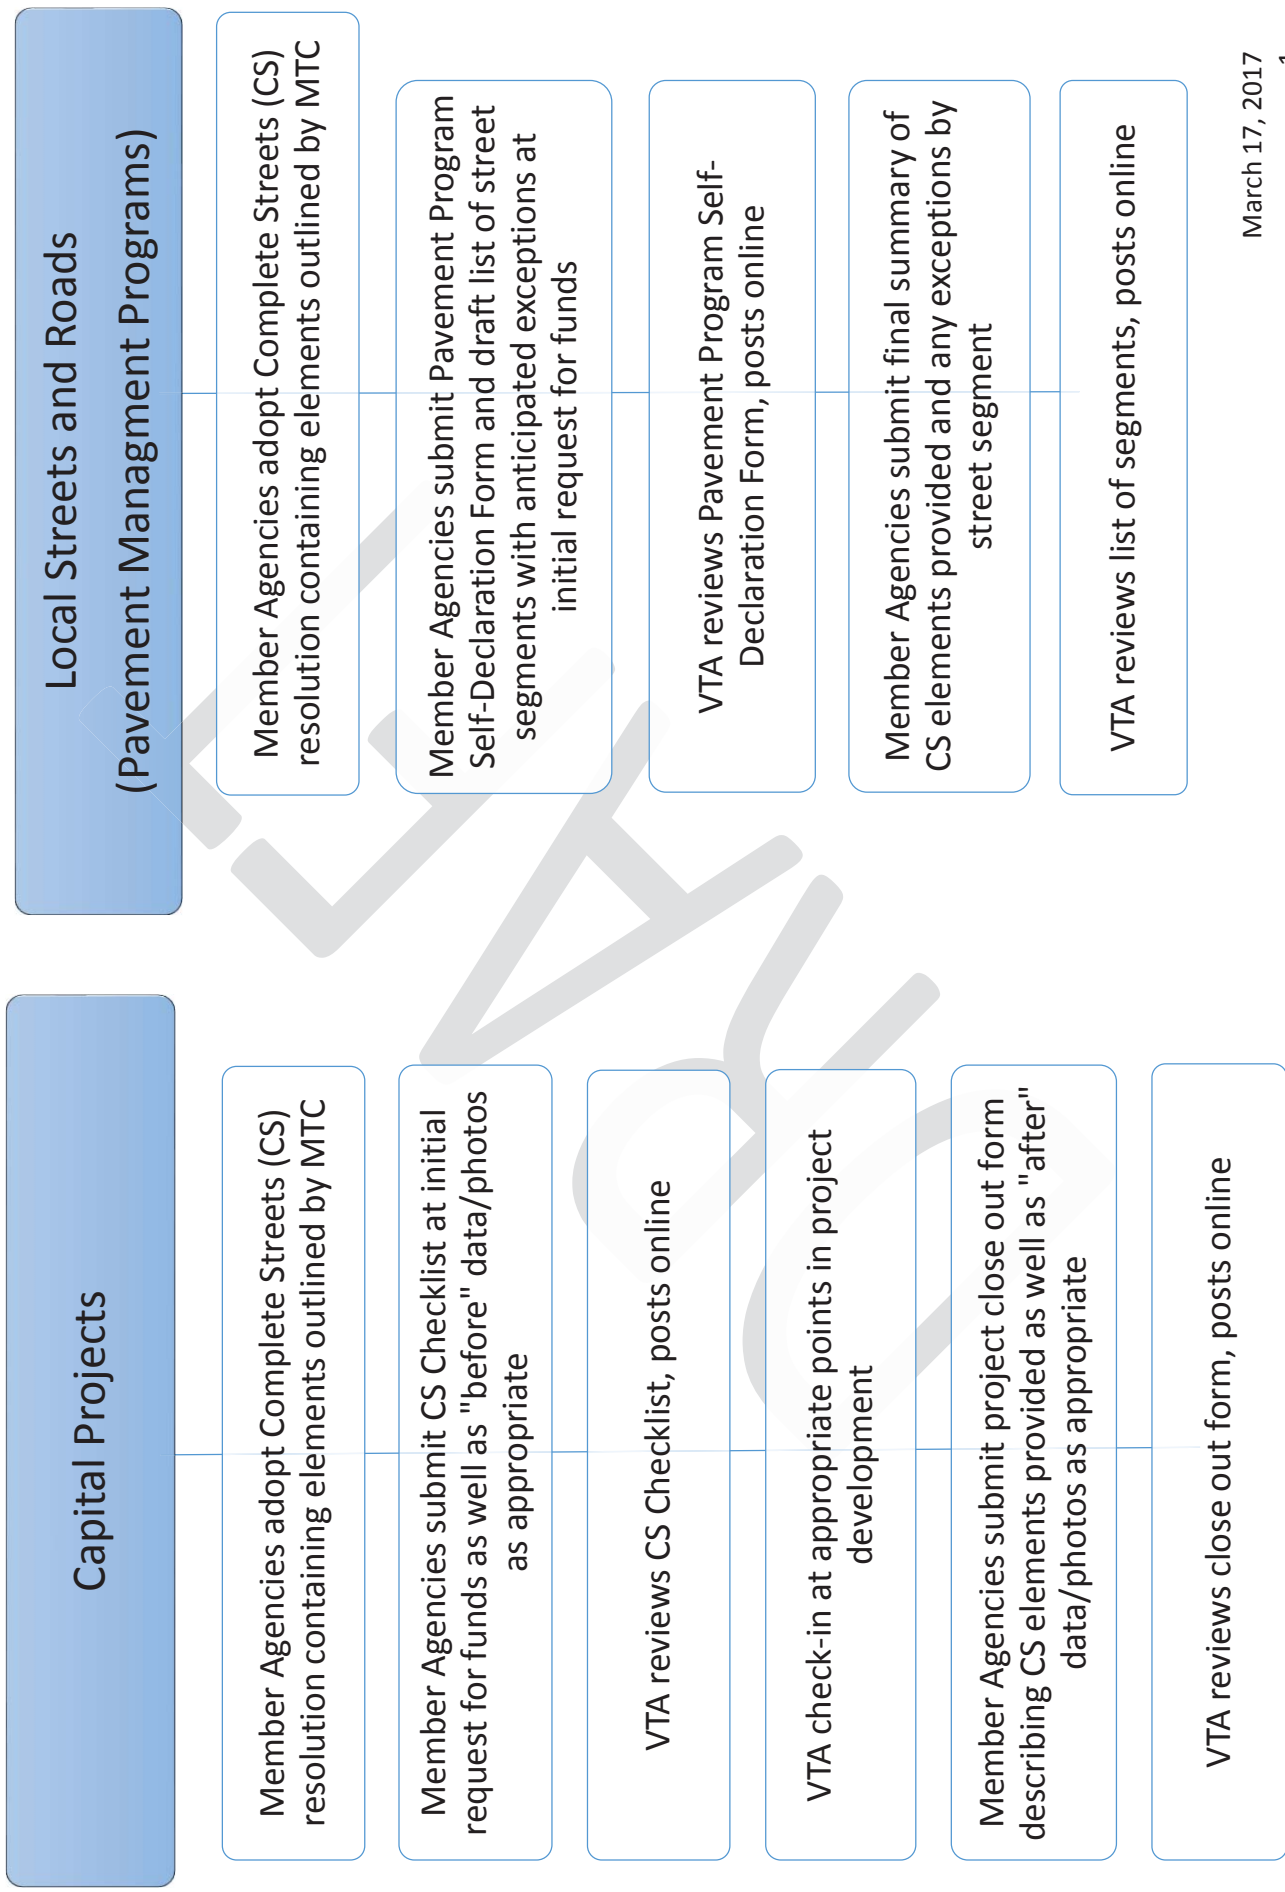 Capital Projects
Member Agencies adopt Complete Streets (CS)
resolution containing elements outlined by MTC
Member Agencies submit CS Checklist at initial
request for funds as well as "before" data/photos
as appropriate
VTA reviews CS Checklist, posts online
VTA check-in at appropriate points in project
development
Member Agencies submit project close out form
describing CS elements provided as well as "after"
data/photos as appropriate
VTA reviews close out form, posts online
Local Streets and Roads
(Pavement Managment Programs)
Member Agencies adopt Complete Streets (CS)
resolution containing elements outlined by MTC
Member Agencies submit Pavement Program
Self-Declaration Form and draft list of street
segments with anticipated exceptions at
initial request for funds
VTA reviews Pavement Program Self-
Declaration Form, posts online
Member Agencies submit final summary of
CS elements provided and any exceptions by
street segment
VTA reviews list of segments, posts online
March 17, 2017
1
DRAFT